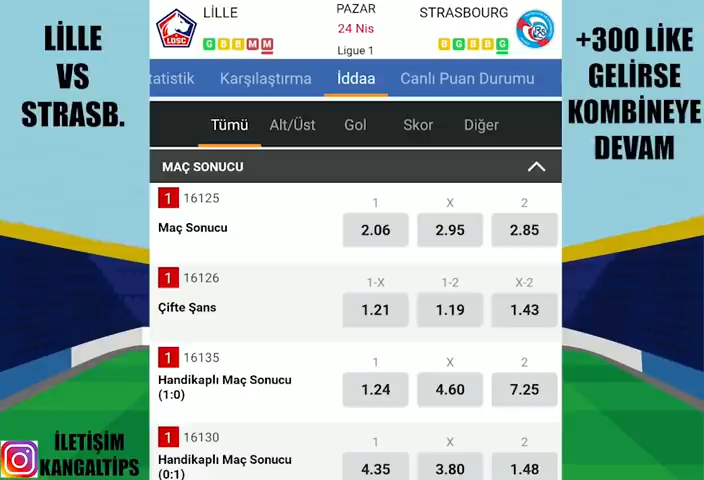 LİLLE
VS
STRASB.
LOSC
LİLLE
G B B M M
PAZAR
24 Nis
Ligue 1
STRASBOURG
B G B B G
+300 LİKE
GELİRSE
KOMBİNEYE
DEVAM
tatistik Karşılaştırma İddaa Canlı Puan Durumu
Tümü Alt/Üst Gol Skor Diğer
MAÇ SONUCU
1 16125
Maç Sonucu
1 X 2
2.06 2.95 2.85
1 16126
Çifte Şans
1-X 1-2 X-2
1.21 1.19 1.43
1 16135
Handikaplı Maç Sonucu
(1:0)
1 X 2
1.24 4.60 7.25
1 16130
Handikaplı Maç Sonucu
(0:1)
1 X 2
4.35 3.80 1.48
İLETİŞİM
KANGALTİPS